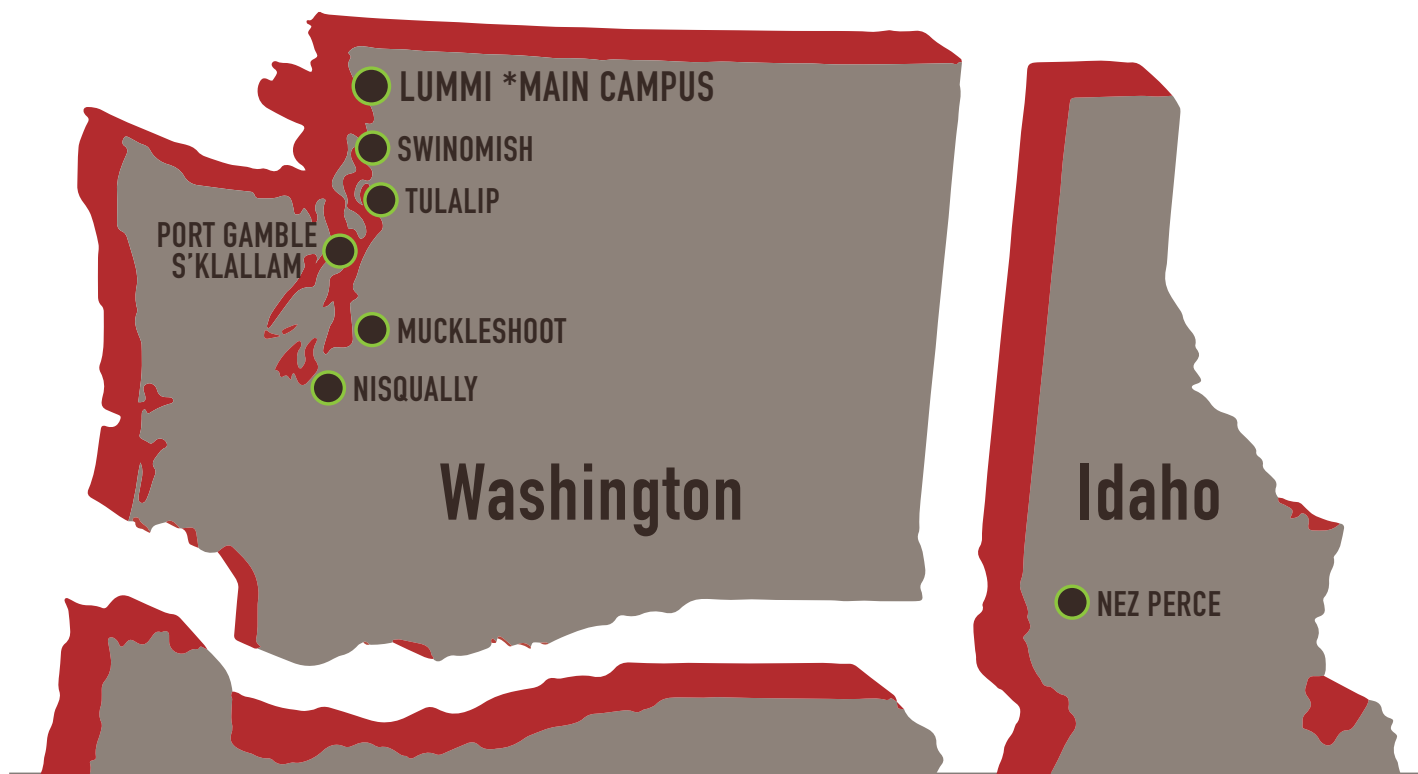 LUMMI *MAIN CAMPUS
SWINOMISH
TULALIP
PORT GAMBLE
S'KLALLAM
MUCKLESHOOT
NISQUALLY
Washington
Idaho
NEZ PERCE